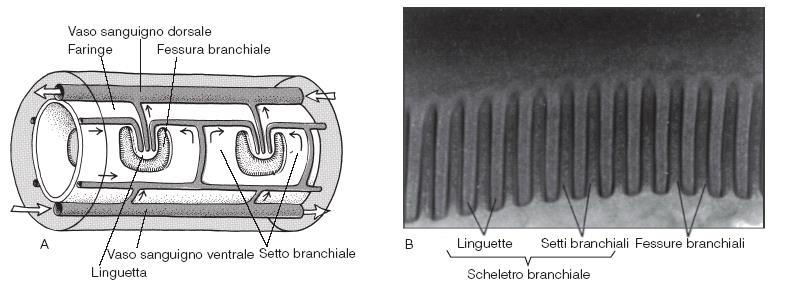 Vaso sanguigno dorsale
Faringe
Fessura branchiale
A
Vaso sanguigno ventrale
Setto branchiale
Linguetta
B
Linguette
Setti branchiali
Fessure branchiali
Scheletro branchiale